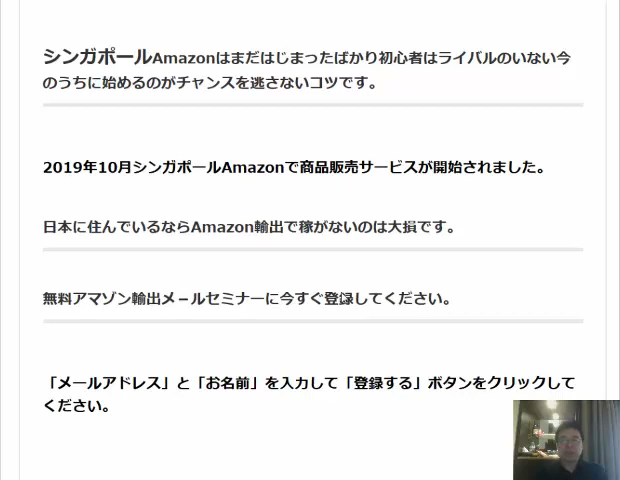 シンガポールAmazonはまだはじまったばかり初心者はライバルのいない今
のうちに始めるのがチャンスを逃さないコツです。
2019年10月シンガポールAmazonで商品販売サービスが開始されました。
日本に住んでいるならAmazon輸出で稼がないのは大損です。
無料アマゾン輸出メールセミナーに今すぐ登録してください。
「メールアドレス」と「お名前」を入力して「登録する」ボタンをクリックして
ください。